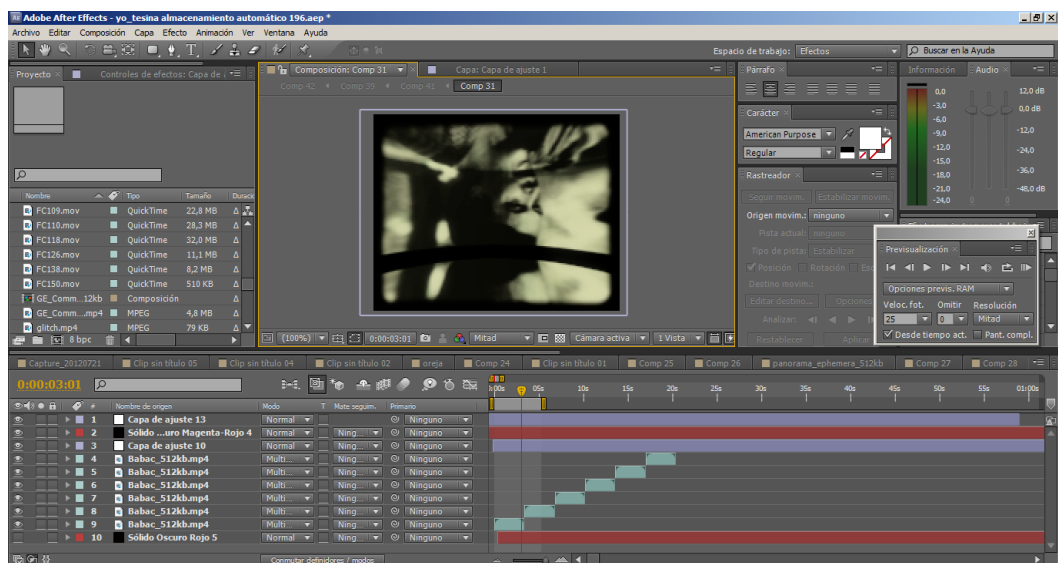 Adobe After Effects - yo_tesina almacenamiento automático 196.aep *
Archivo Editar Composición Capa Efecto Animación Ver Ventana Ayuda
Espacio de trabajo: Efectos Buscar en la Ayuda
Proyecto Controles de efectos: Capa de
Composición: Comp 31 Capa: Capa de ajuste 1
Comp 42 Comp 39 Comp 41 Comp 31
Nombre Tipo Tamaño Duració
FC109.mov QuickTime 22,8 MB
FC110.mov QuickTime 28,3 MB
FC118.mov QuickTime 32,0 MB
FC126.mov QuickTime 11,1 MB
FC138.mov QuickTime 8,2 MB
FC150.mov QuickTime 510 KB
GE_Comm...12kb Composición
GE_Comm....mp4 MPEG 4,8 MB
glitch.mp4 MPEG 79 KB
8 bpc
(100%) 0:00:03:01 Mitad Cámara activa 1 Vista
Párrafo
Carácter
American Purpose
Regular
Rastreador
Seguir movim. Estabilizar movim.
Origen movim.: ninguno
Pista actual: ninguno
Tipo de pista: Estabilizar
Posición Rotación Esc
Destino movim.:
Editar destino... Opciones
Analizar:
Restablecer Aplicar
Información Audio
0,0 12,0 dB
-3,0 0,0 dB
-6,0
-9,0 -12,0
-12,0 -24,0
-15,0
-18,0 -36,0
-21,0 -48,0 dB
-24,0 0 0
Previsualización
Opciones previs. RAM
Veloc. fot. Omitir Resolución
25 0 Mitad
Desde tiempo act. Pant. compl.
Capture_20120721 Clip sin título 05 Clip sin título 04 Clip sin título 02 oreja Comp 24 Clip sin título 01 Comp 25 Comp 26 panorama_ephemera_512kb Comp 27 Comp 28
0:00:03:01
:00s 05s 10s 15s 20s 25s 30s 35s 40s 45s 50s 55s 01:00s
# Nombre de origen Modo T Mate seguim. Primario
1 Capa de ajuste 13 Normal Ninguno
2 Sólido ...uro Magenta-Rojo 4 Normal Ning... Ninguno
3 Capa de ajuste 10 Normal Ning... Ninguno
4 Babac_512kb.mp4 Multi... Ning... Ninguno
5 Babac_512kb.mp4 Multi... Ning... Ninguno
6 Babac_512kb.mp4 Multi... Ning... Ninguno
7 Babac_512kb.mp4 Multi... Ning... Ninguno
8 Babac_512kb.mp4 Multi... Ning... Ninguno
9 Babac_512kb.mp4 Multi... Ning... Ninguno
10 Sólido Oscuro Rojo 5 Normal Ning... Ninguno
Conmutar definidores / modos